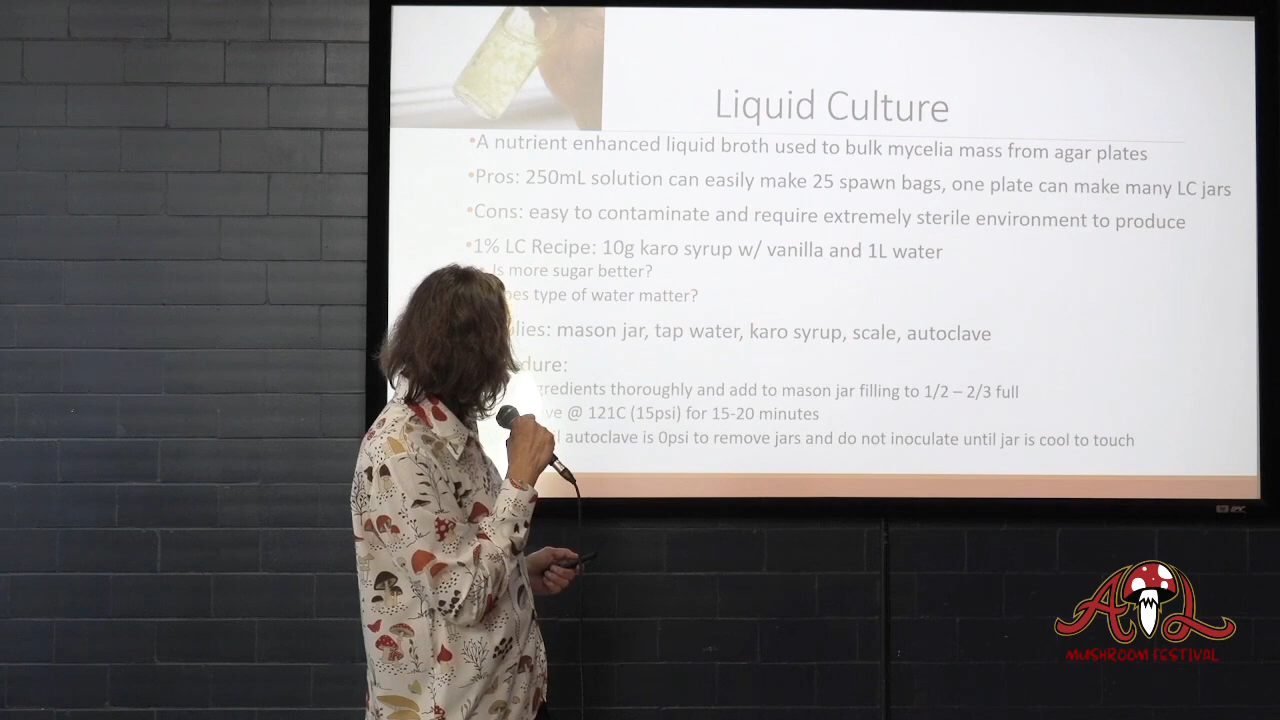 Liquid Culture
•A nutrient enhanced liquid broth used to bulk mycelia mass from agar plates
•Pros: 250mL solution can easily make 25 spawn bags, one plate can make many LC jars
•Cons: easy to contaminate and require extremely sterile environment to produce
•1% LC Recipe: 10g karo syrup w/ vanilla and 1L water
Is more sugar better?
type of water matter?
mason jar, tap water, karo syrup, scale, autoclave
thoroughly and add to mason jar filling to 1/2 – 2/3 full
@ 121C (15psi) for 15-20 minutes
autoclave is 0psi to remove jars and do not inoculate until jar is cool to touch
A L
MUSHROOM FESTIVAL